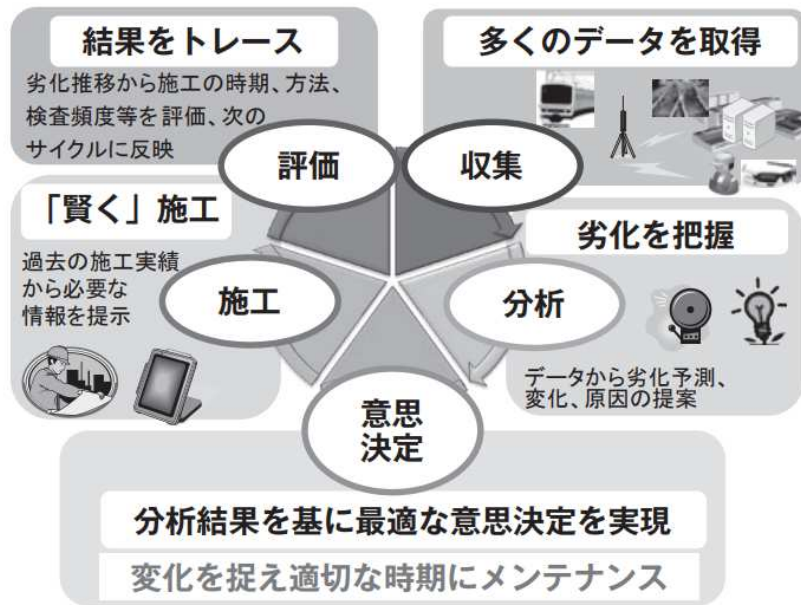 結果をトレース
劣化推移から施工の時期、方法、
検査頻度等を評価、次の
サイクルに反映
評価
多くのデータを取得
収集
劣化を把握
分析
データから劣化予測、
変化、原因の提案
意思
決定
分析結果を基に最適な意思決定を実現
変化を捉え適切な時期にメンテナンス
「賢く」施工
過去の施工実績
から必要な
情報を提示
施工